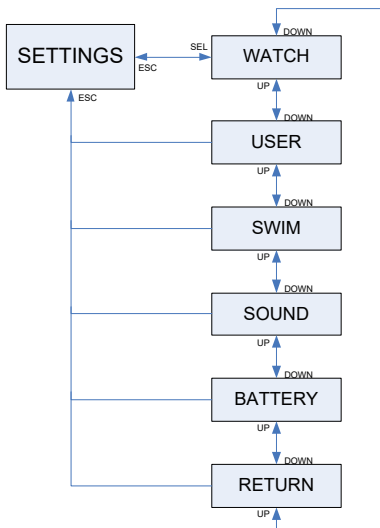 DOWN
SETTINGS
SEL
WATCH
ESC
UP
ESC
DOWN
USER
UP
DOWN
SWIM
UP
DOWN
SOUND
UP
DOWN
BATTERY
UP
DOWN
RETURN
UP